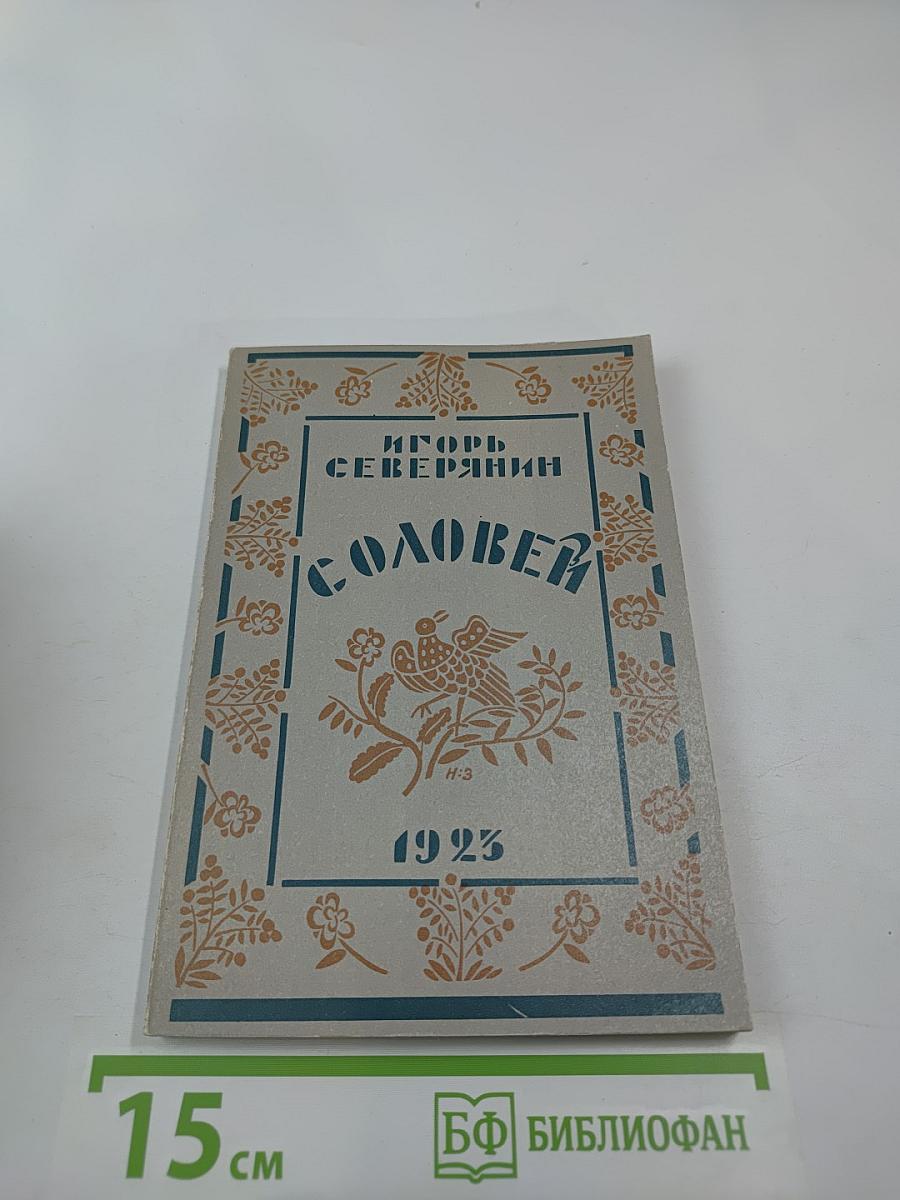 ИГОРЬ
СЕВЕРЯНИН
СОЛОВЕЙ
Н:З
1923
15 см
БФ БИБЛИОФАН